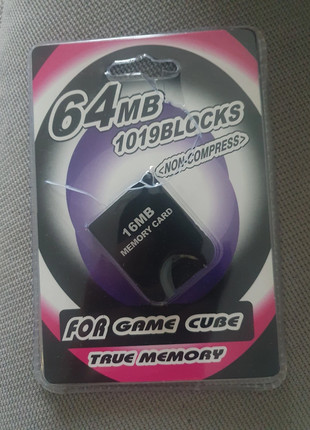 64MB
1019BLOCKS
<NON-COMPRESS>
16MB
MEMORY CARD
FOR GAME CUBE
TRUE MEMORY